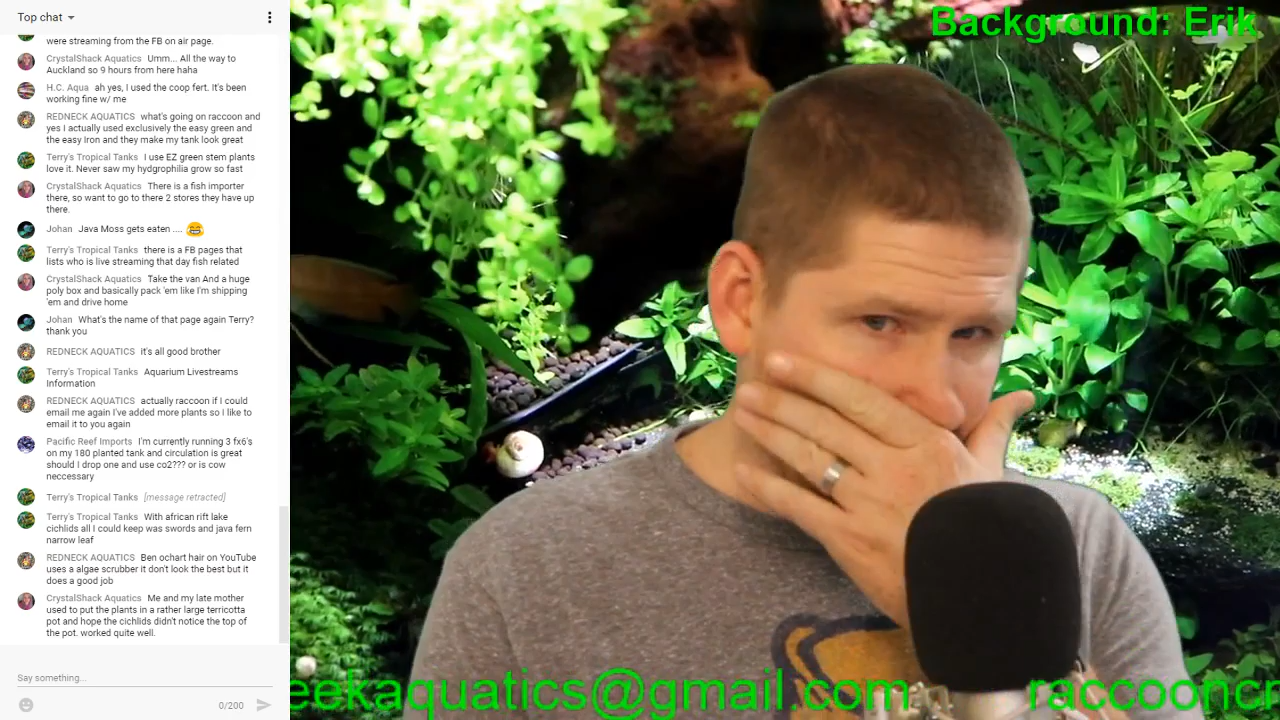 Top chat
Background: Erik
were streaming from the FB on air page.
CrystalShack Aquatics Umm... All the way to
Auckland so 9 hours from here haha
H.C. Aqua ah yes, I used the coop fert. It's been
working fine w/ me
REDNECK AQUATICS what's going on raccoon and
yes I actually used exclusively the easy green and
the easy Iron and they make my tank look great
Terry's Tropical Tanks I use EZ green stem plants
love it. Never saw my hydgrophilia grow so fast
CrystalShack Aquatics There is a fish importer
there, so want to go to there 2 stores they have up
there.
Johan Java Moss gets eaten .... 😄
Terry's Tropical Tanks there is a FB pages that
lists who is live streaming that day fish related
CrystalShack Aquatics Take the van And a huge
poly box and basically pack 'em like I'm shipping
'em and drive home
Johan What's the name of that page again Terry?
thank you
REDNECK AQUATICS it's all good brother
Terry's Tropical Tanks Aquarium Livestreams
Information
REDNECK AQUATICS actually raccoon if I could
email me again I've added more plants so I like to
email it to you again
Pacific Reef Imports I'm currently running 3 fx6's
on my 180 planted tank and circulation is great
should I drop one and use co2??? or is cow
neccessary
Terry's Tropical Tanks [message retracted]
Terry's Tropical Tanks With african rift lake
cichlids all I could keep was swords and java fern
narrow leaf
REDNECK AQUATICS Ben ochart hair on YouTube
uses a algae scrubber it don't look the best but it
does a good job
CrystalShack Aquatics Me and my late mother
used to put the plants in a rather large terricotta
pot and hope the cichlids didn't notice the top of
the pot. worked quite well.
Say something...
0/200
eekaquatics@gmail.com raccooncr